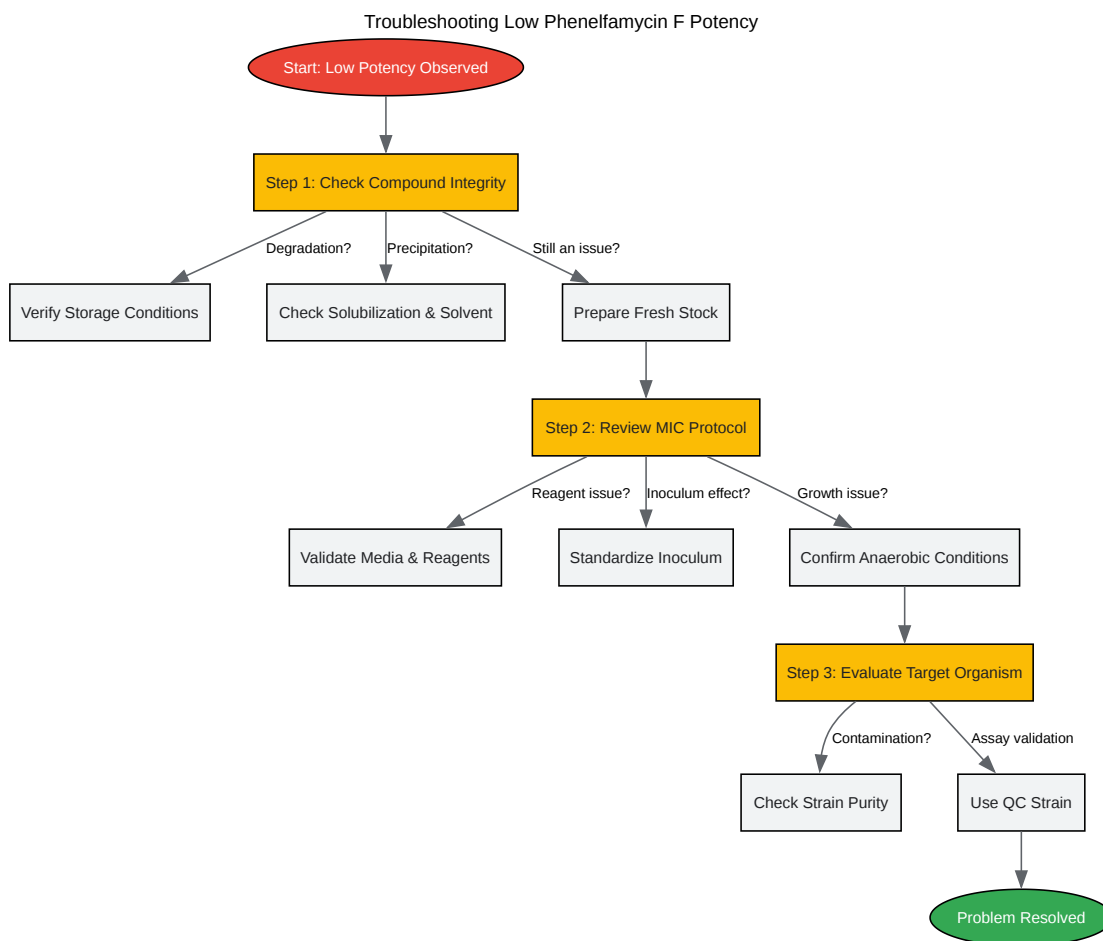 Troubleshooting Low Phenelfamycin F Potency
Start: Low Potency Observed
Step 1: Check Compound Integrity
Degradation?
Precipitation?
Still an issue?
Verify Storage Conditions
Check Solubilization & Solvent
Prepare Fresh Stock
Step 2: Review MIC Protocol
Reagent issue?
Inoculum effect?
Growth issue?
Validate Media & Reagents
Standardize Inoculum
Confirm Anaerobic Conditions
Step 3: Evaluate Target Organism
Contamination?
Assay validation
Check Strain Purity
Use QC Strain
Problem Resolved